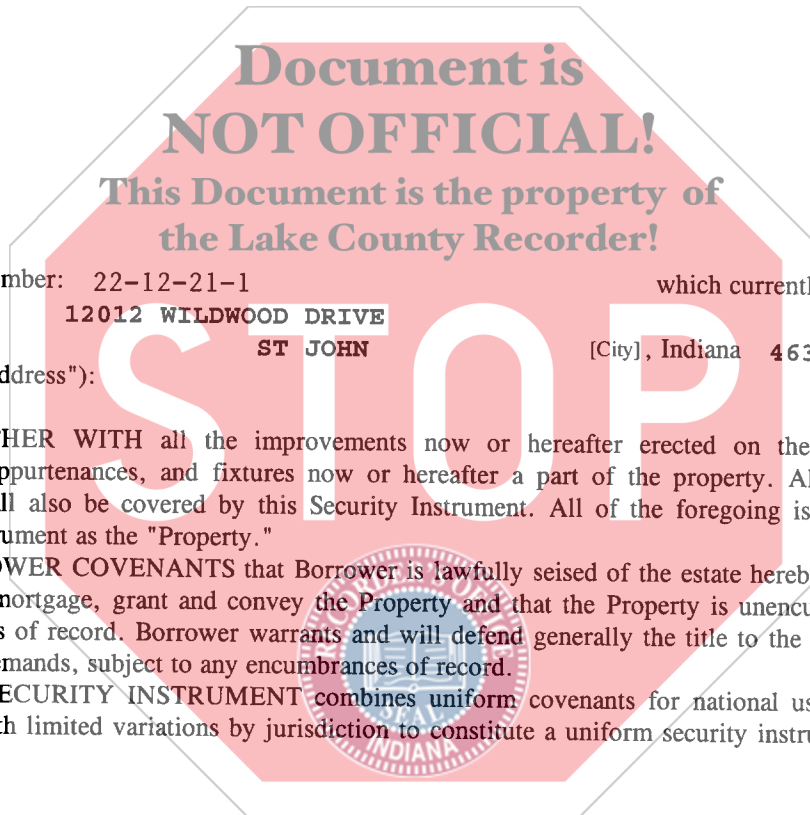 Document is
NOT OFFICIAL!
This Document is the property of
the Lake County Recorder!
mber: 22-12-21-1 which currentl
12012 WILDWOOD DRIVE
ST JOHN [City], Indiana 463
ddress"):
STOP
HER WITH all the improvements now or hereafter erected on the
ppurtenances, and fixtures now or hereafter a part of the property. Al
ll also be covered by this Security Instrument. All of the foregoing is
ument as the "Property."
OWER COVENANTS that Borrower is lawfully seised of the estate hereb
mortgage, grant and convey the Property and that the Property is unencu
s of record. Borrower warrants and will defend generally the title to the
mands, subject to any encumbrances of record.
ECURITY INSTRUMENT combines uniform covenants for national us
th limited variations by jurisdiction to constitute a uniform security instru
RECORDER'S OFFICE
SEAL
INDIANA